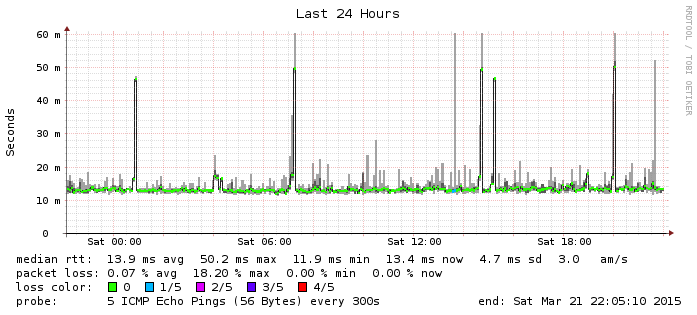 Last 24 Hours
RRDTOOL / TOBI OETIKER
60 m
50 m
40 m
30 m
20 m
10 m
0
Seconds
Sat 00:00 Sat 06:00 Sat 12:00 Sat 18:00
median rtt: 13.9 ms avg 50.2 ms max 11.9 ms min 13.4 ms now 4.7 ms sd 3.0 am/s
packet loss: 0.07 % avg 18.20 % max 0.00 % min 0.00 % now
loss color: 0 1/5 2/5 3/5 4/5
probe: 5 ICMP Echo Pings (56 Bytes) every 300s end: Sat Mar 21 22:05:10 2015